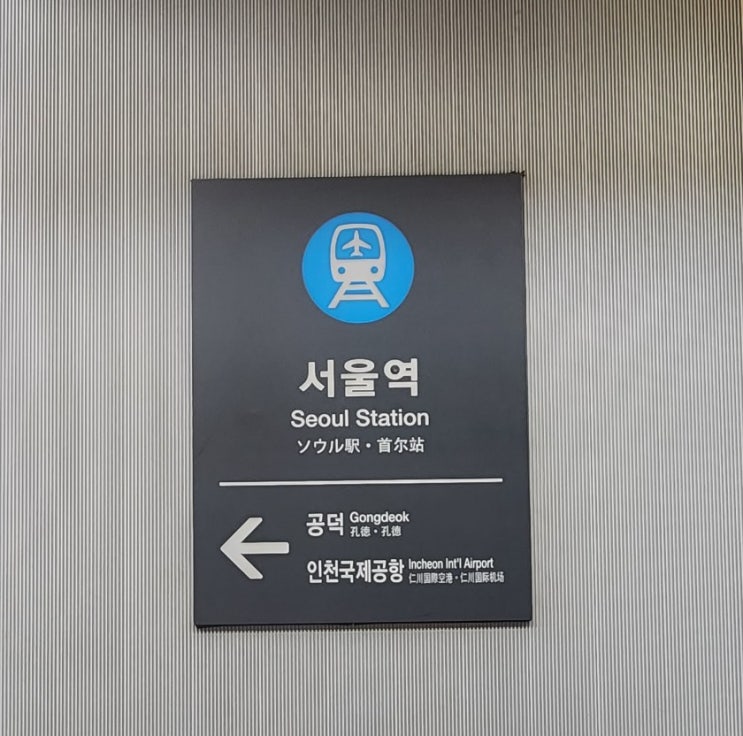 서울역
Seoul Station
ソウル駅・首尔站
공덕 Gongdeok
孔徳・孔德
인천국제공항 Incheon Int'l Airport
仁川国際空港・仁川国际机场